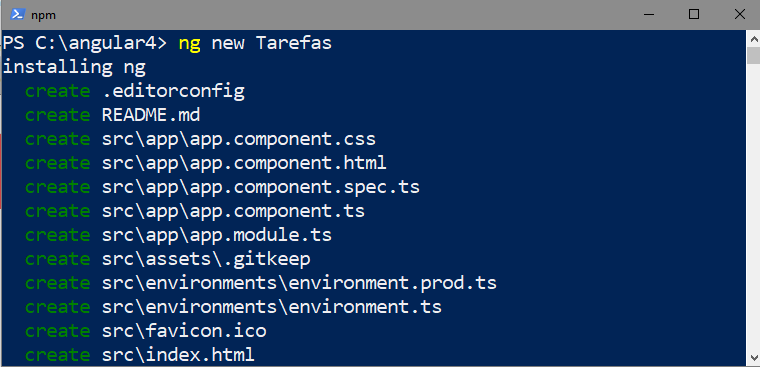 npm
PS C:\angular4> ng new Tarefas
installing ng
create .editorconfig
create README.md
create src\app\app.component.css
create src\app\app.component.html
create src\app\app.component.spec.ts
create src\app\app.component.ts
create src\app\app.module.ts
create src\assets\.gitkeep
create src\environments\environment.prod.ts
create src\environments\environment.ts
create src\favicon.ico
create src\index.html